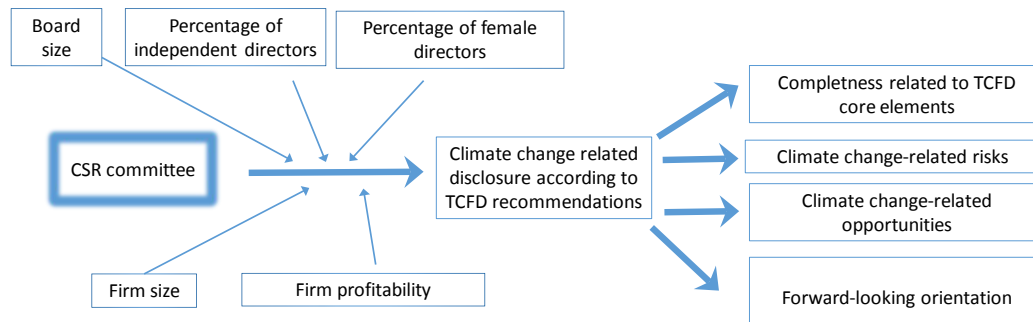 Board
size
Percentage of
independent directors
Percentage of female
directors
CSR committee
Climate change related
disclosure according to
TCFD recommendations
Firm size
Firm profitability
Completness related to TCFD
core elements
Climate change-related risks
Climate change-related
opportunities
Forward-looking orientation